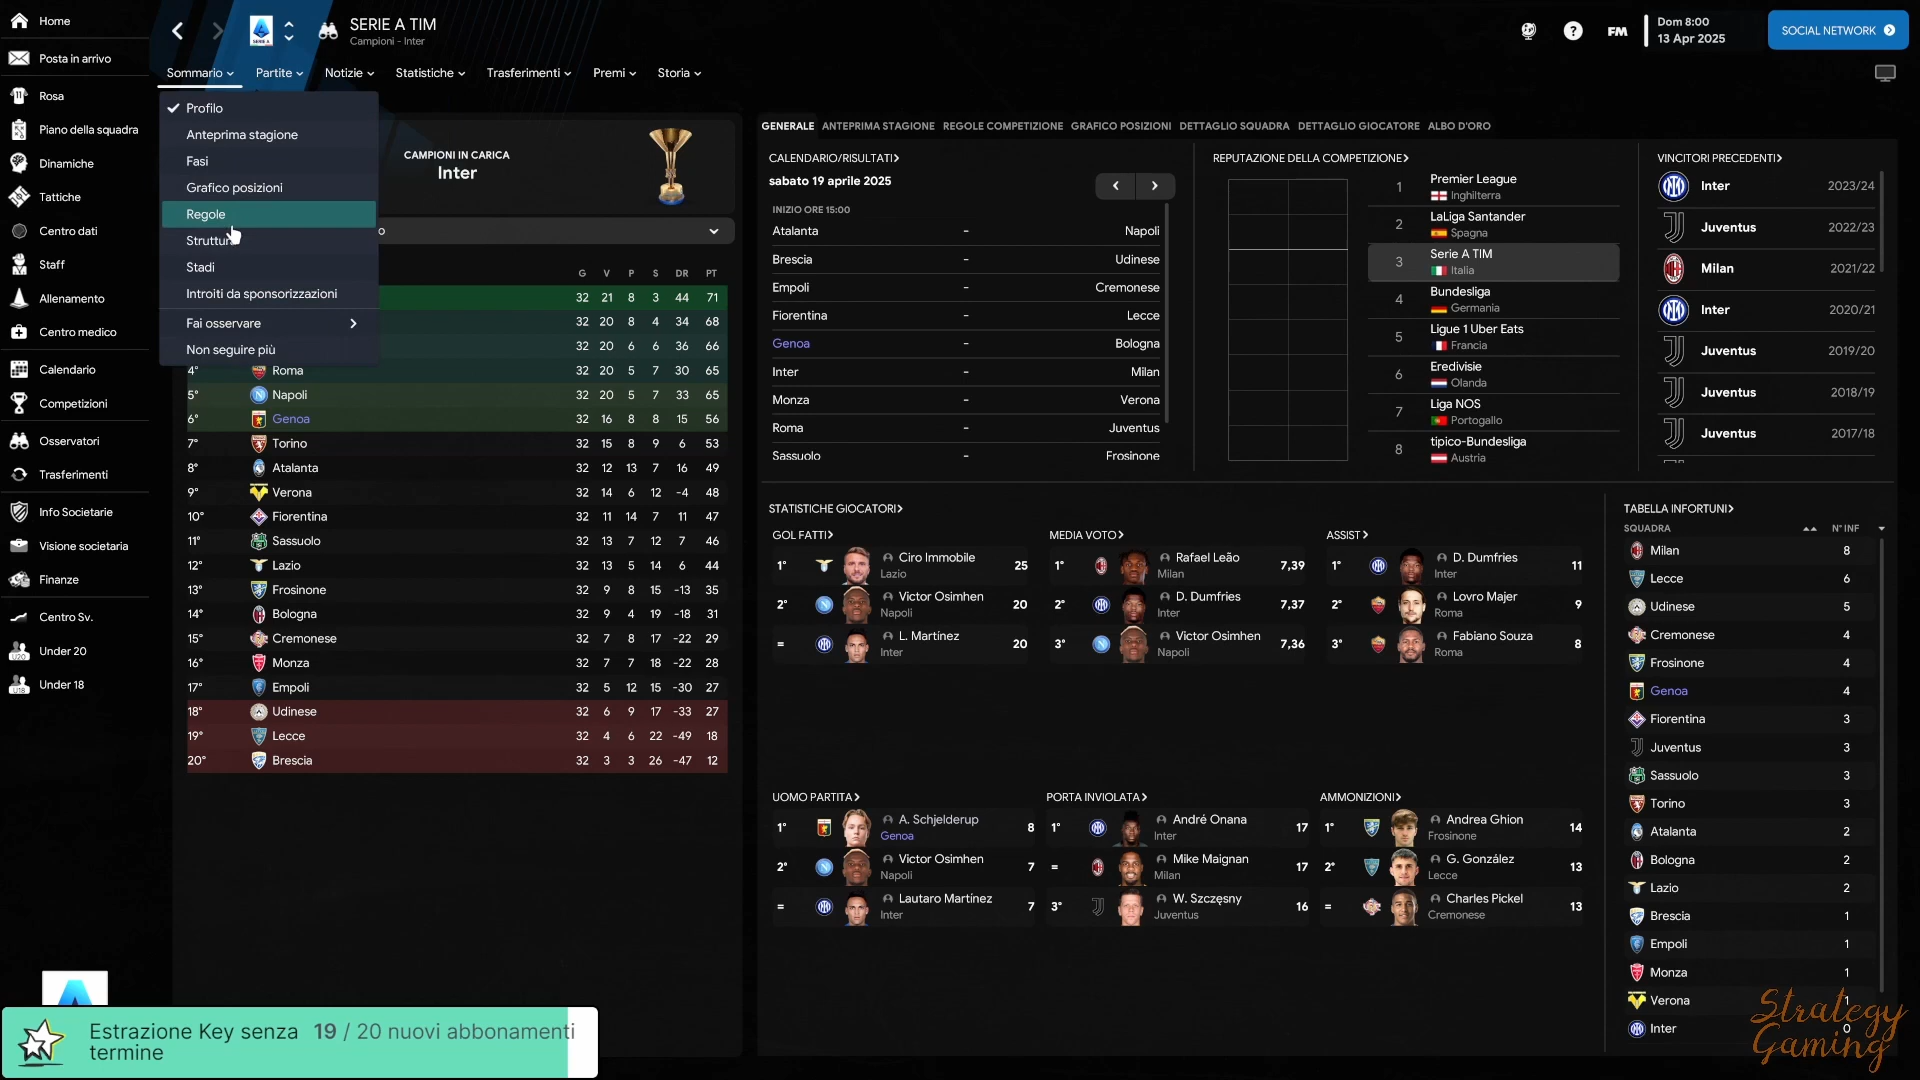 Home
Posta in arrivo
Rosa
Piano della squadra
Dinamiche
Tattiche
Centro dati
Staff
Allenamento
Centro medico
Calendario
Competizioni
Osservatori
Trasferimenti
Info Societarie
Visione societaria
Finanze
Centro Sv.
Under 20
Under 18
SERIE A TIM
Campioni - Inter
FM
Dom 8:00
13 Apr 2025
SOCIAL NETWORK
Sommario Partite Notizie Statistiche Trasferimenti Premi Storia
Profilo
Anteprima stagione
Fasi
Grafico posizioni
Regole
Struttur
Stadi
Introiti da sponsorizzazioni
Fai osservare
Non seguire più
CAMPIONI IN CARICA
Inter
o
G V P S DR PT
32 21 8 3 44 71
32 20 8 4 34 68
32 20 6 6 36 66
4° Roma 32 20 5 7 30 65
5° Napoli 32 20 5 7 33 65
6° Genoa 32 16 8 8 15 56
7° Torino 32 15 8 9 6 53
8° Atalanta 32 12 13 7 16 49
9° Verona 32 14 6 12 -4 48
10° Fiorentina 32 11 14 7 11 47
11° Sassuolo 32 13 7 12 7 46
12° Lazio 32 13 5 14 6 44
13° Frosinone 32 9 8 15 -13 35
14° Bologna 32 9 4 19 -18 31
15° Cremonese 32 7 8 17 -22 29
16° Monza 32 7 7 18 -22 28
17° Empoli 32 5 12 15 -30 27
18° Udinese 32 6 9 17 -33 27
19° Lecce 32 4 6 22 -49 18
20° Brescia 32 3 3 26 -47 12
GENERALE ANTEPRIMA STAGIONE REGOLE COMPETIZIONE GRAFICO POSIZIONI DETTAGLIO SQUADRA DETTAGLIO GIOCATORE ALBO D'ORO
CALENDARIO/RISULTATI
sabato 19 aprile 2025
INIZIO ORE 15:00
Atalanta - Napoli
Brescia - Udinese
Empoli - Cremonese
Fiorentina - Lecce
Genoa - Bologna
Inter - Milan
Monza - Verona
Roma - Juventus
Sassuolo - Frosinone
REPUTAZIONE DELLA COMPETIZIONE
1 Premier League
Inghilterra
2 LaLiga Santander
Spagna
3 Serie A TIM
Italia
4 Bundesliga
Germania
5 Ligue 1 Uber Eats
Francia
6 Eredivisie
Olanda
7 Liga NOS
Portogallo
8 tipico-Bundesliga
Austria
VINCITORI PRECEDENTI
Inter 2023/24
Juventus 2022/23
Milan 2021/22
Inter 2020/21
Juventus 2019/20
Juventus 2018/19
Juventus 2017/18
STATISTICHE GIOCATORI
GOL FATTI
1° Ciro Immobile 25
Lazio
2° Victor Osimhen 20
Napoli
= L. Martínez 20
Inter
MEDIA VOTO
1° Rafael Leão 7,39
Milan
2° D. Dumfries 7,37
Inter
3° Victor Osimhen 7,36
Napoli
ASSIST
1° D. Dumfries 11
Inter
2° Lovro Majer 9
Roma
3° Fabiano Souza 8
Roma
UOMO PARTITA
1° A. Schjelderup 8
Genoa
2° Victor Osimhen 7
Napoli
= Lautaro Martínez 7
Inter
PORTA INVIOLATA
1° André Onana 17
Inter
= Mike Maignan 17
Milan
3° W. Szczęsny 16
Juventus
AMMONIZIONI
1° Andrea Ghion 14
Frosinone
2° G. González 13
Lecce
= Charles Pickel 13
Cremonese
TABELLA INFORTUNI
SQUADRA N° INF
Milan 8
Lecce 6
Udinese 5
Cremonese 4
Frosinone 4
Genoa 4
Fiorentina 3
Juventus 3
Sassuolo 3
Torino 3
Atalanta 2
Bologna 2
Lazio 2
Brescia 1
Empoli 1
Monza 1
Verona 1
Inter 0
Estrazione Key senza termine 19 / 20 nuovi abbonamenti
Strategy
Gaming